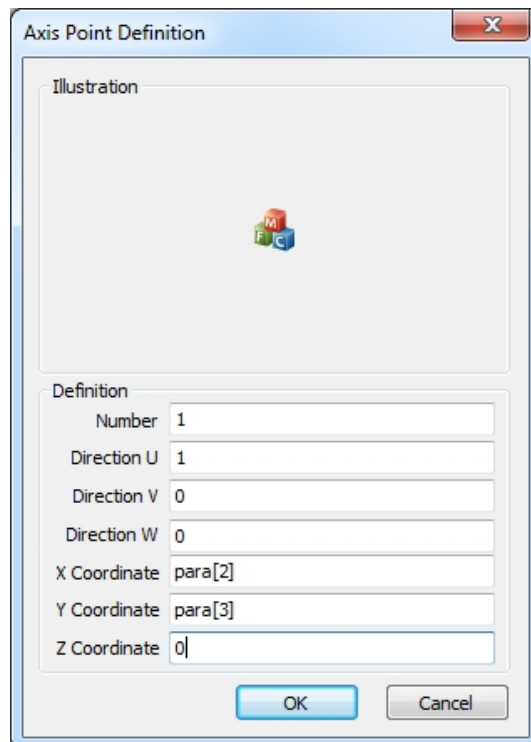 Axis Point Definition
Illustration
M
F C
Definition
Number 1
Direction U 1
Direction V 0
Direction W 0
X Coordinate para[2]
Y Coordinate para[3]
Z Coordinate 0
OK Cancel